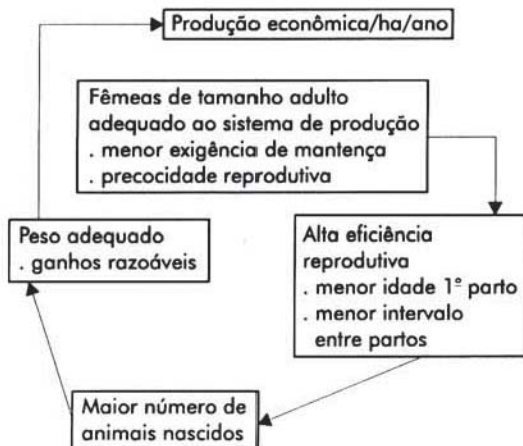 Produção econômica/ha/ano
Fêmeas de tamanho adulto
adequado ao sistema de produção
. menor exigência de mantença
. precocidade reprodutiva
Alta eficiência
reprodutiva
. menor idade 1º parto
. menor intervalo
entre partos
Maior número de
animais nascidos
Peso adequado
. ganhos razoáveis